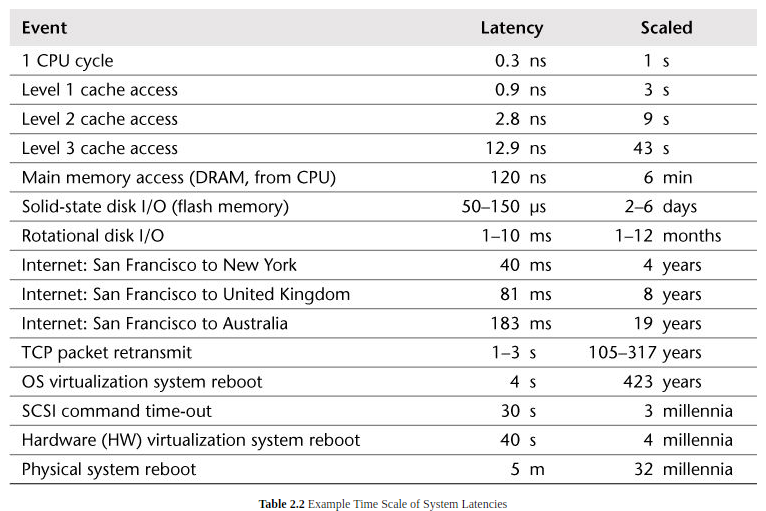 Event Latency Scaled
1 CPU cycle 0.3 ns 1 s
Level 1 cache access 0.9 ns 3 s
Level 2 cache access 2.8 ns 9 s
Level 3 cache access 12.9 ns 43 s
Main memory access (DRAM, from CPU) 120 ns 6 min
Solid-state disk I/O (flash memory) 50–150 μs 2–6 days
Rotational disk I/O 1–10 ms 1–12 months
Internet: San Francisco to New York 40 ms 4 years
Internet: San Francisco to United Kingdom 81 ms 8 years
Internet: San Francisco to Australia 183 ms 19 years
TCP packet retransmit 1–3 s 105–317 years
OS virtualization system reboot 4 s 423 years
SCSI command time-out 30 s 3 millennia
Hardware (HW) virtualization system reboot 40 s 4 millennia
Physical system reboot 5 m 32 millennia
Table 2.2 Example Time Scale of System Latencies